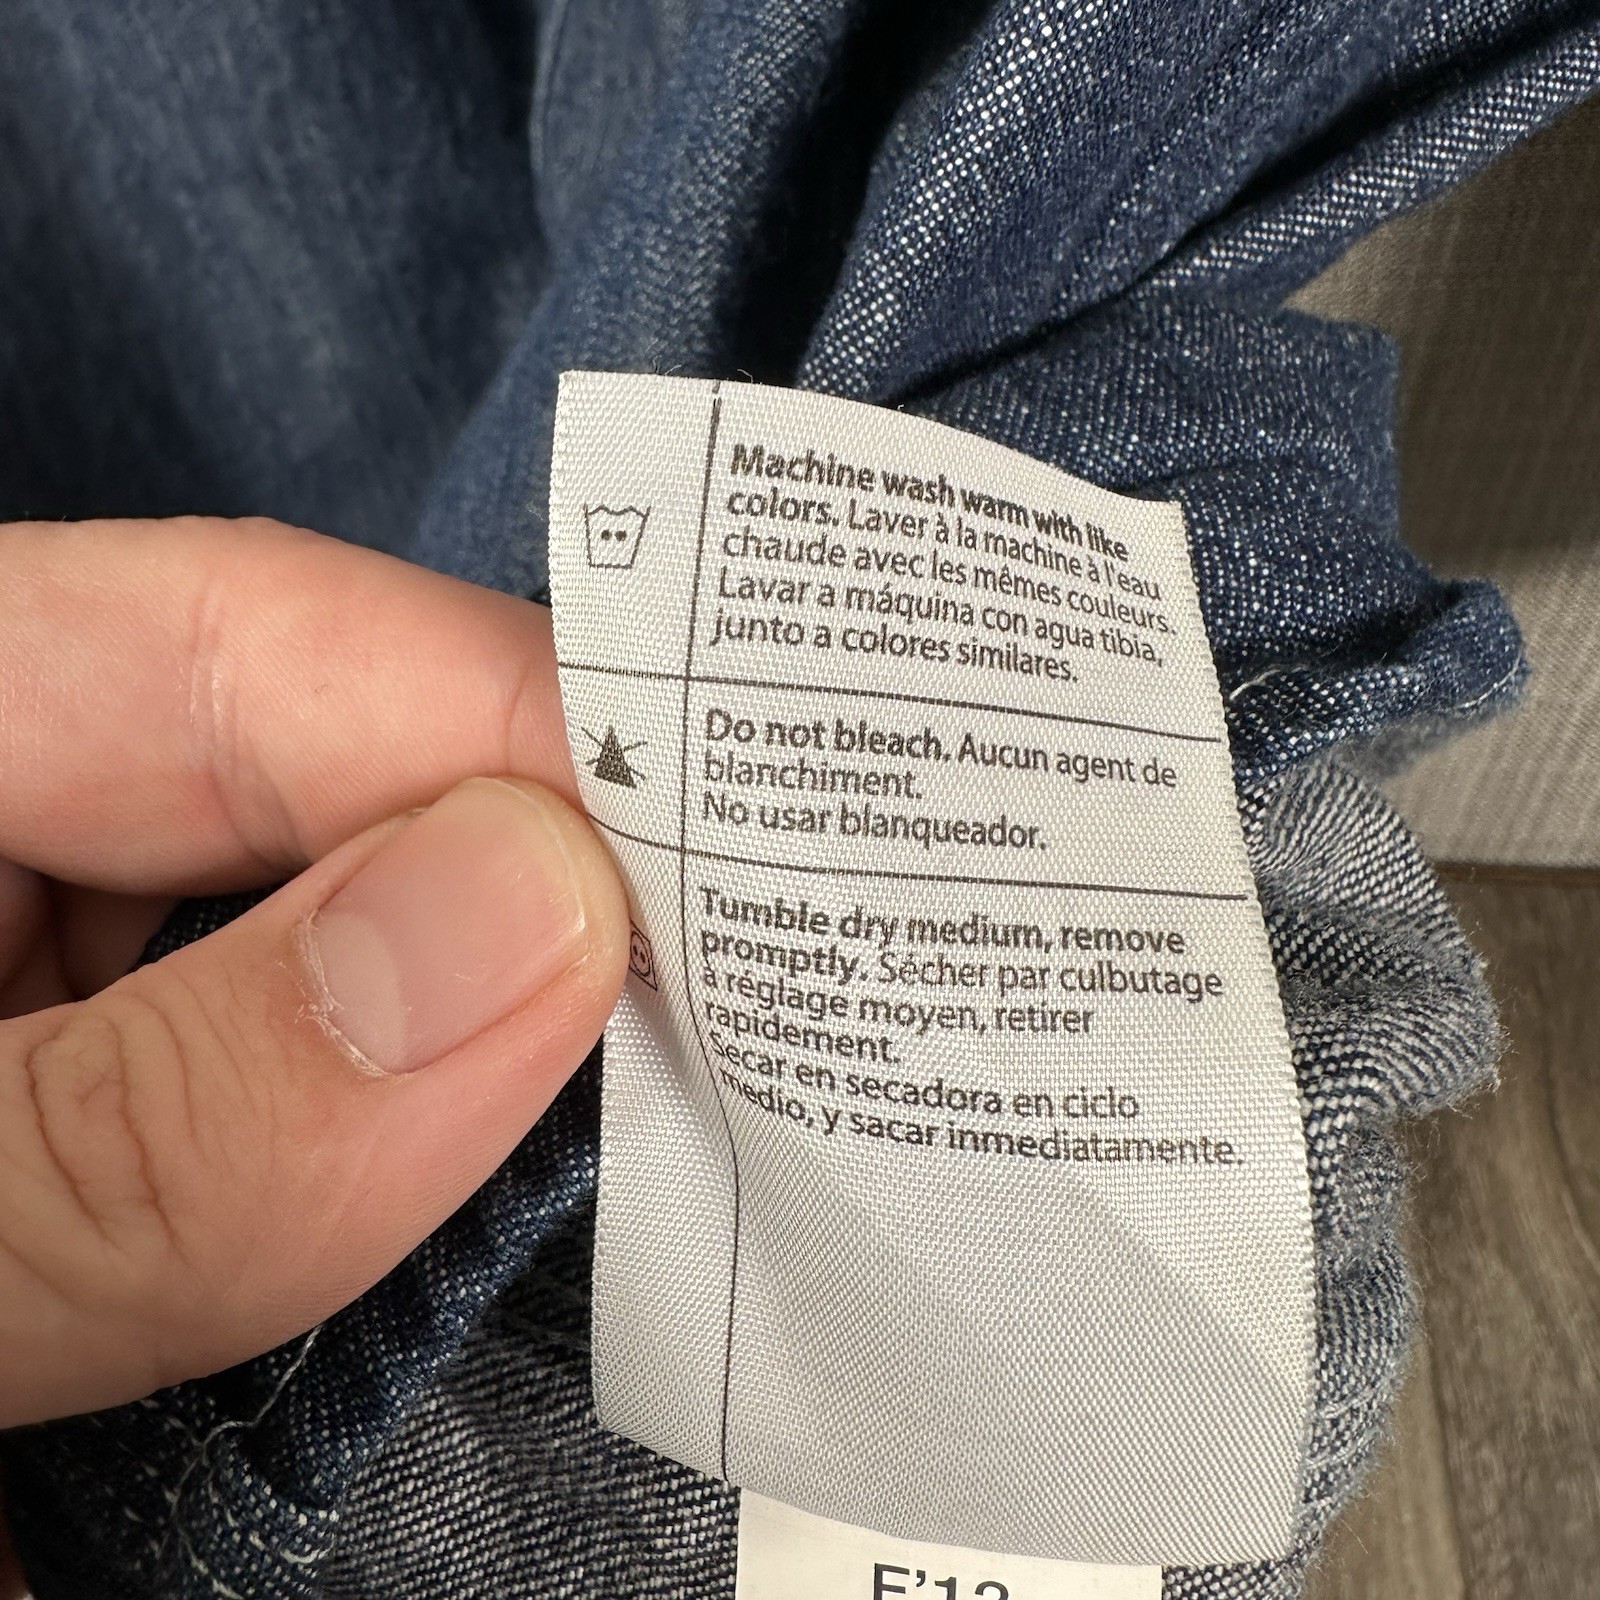 Machine wash warm with like
colors. Laver à la machine à l'eau
chaude avec les mêmes couleurs.
Lavar a máquina con agua tibia,
junto a colores similares.
Do not bleach. Aucun agent de
blanchiment.
No usar blanqueador.
Tumble dry medium, remove
promptly. Sécher par culbutage
à réglage moyen, retirer
rapidement.
Secar en secadora en ciclo
medio, y sacar inmediatamente.